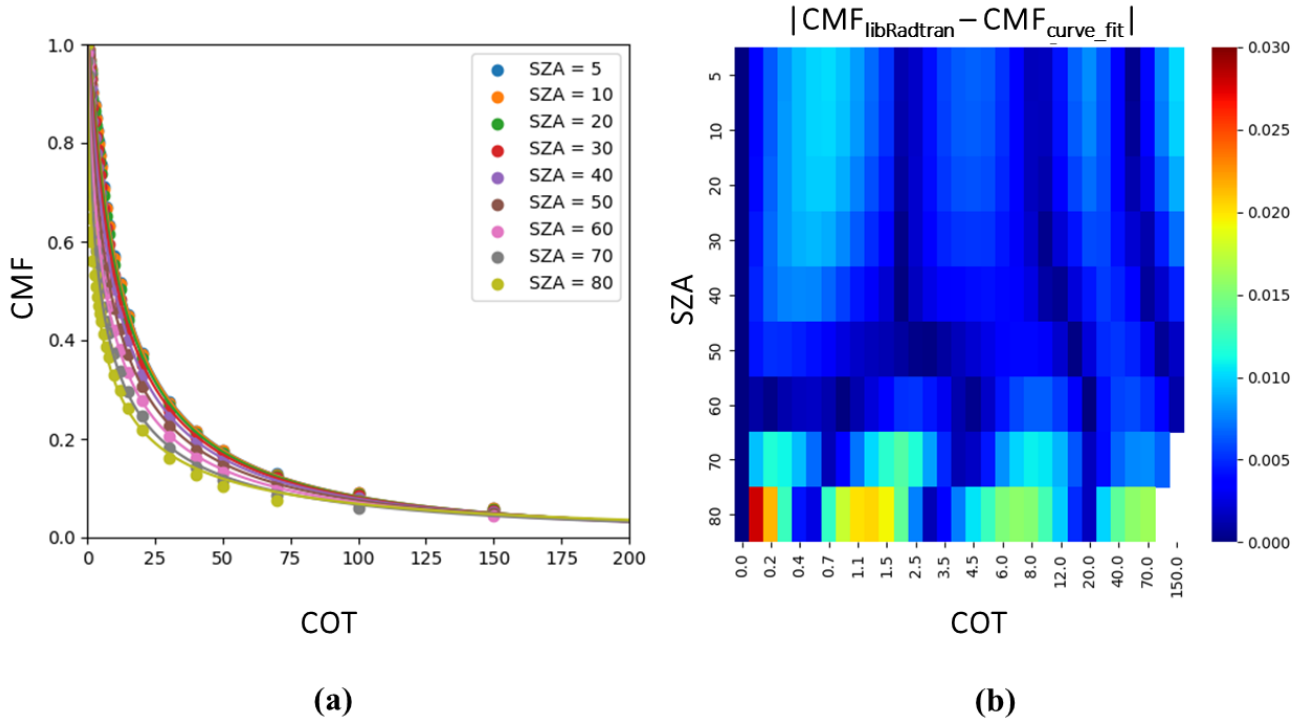 1.0
0.8
0.6
0.4
0.2
0.0
CMF
0 25 50 75 100 125 150 175 200
COT
SZA = 5
SZA = 10
SZA = 20
SZA = 30
SZA = 40
SZA = 50
SZA = 60
SZA = 70
SZA = 80
(a)
|CMF_libRadtran – CMF_curve_fit|
5
10
20
30
40
50
60
70
80
SZA
0.0 0.2 0.4 0.7 1.1 1.5 2.5 3.5 4.5 6.0 8.0 12.0 20.0 40.0 70.0 150.0
COT
0.030
0.025
0.020
0.015
0.010
0.005
0.000
(b)